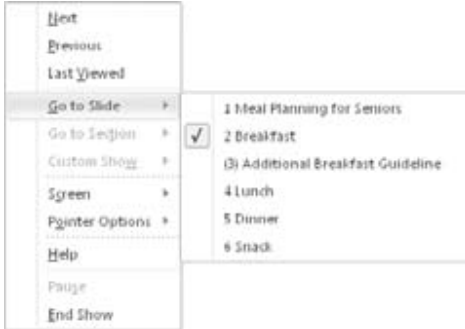 Next
Previous
Last Viewed
Go to Slide
Go to Section
Custom Show
Screen
Pointer Options
Help
Pause
End Show
1 Meal Planning for Seniors
2 Breakfast
(3) Additional Breakfast Guideline
4 Lunch
5 Dinner
6 Snack